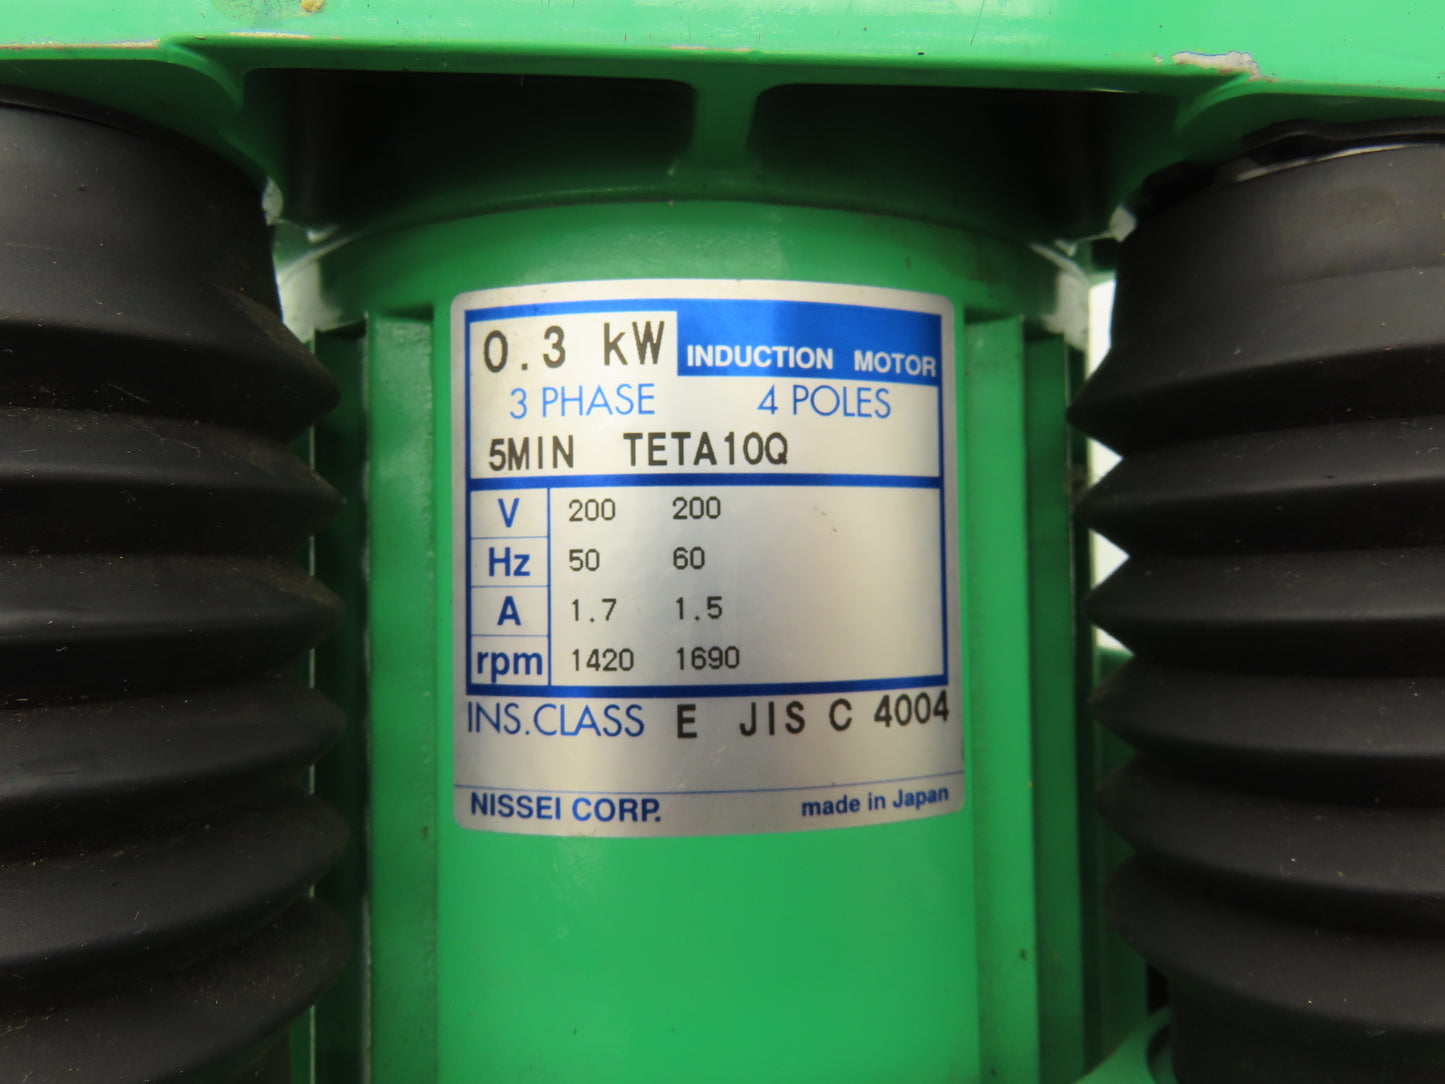 0.3 kW INDUCTION MOTOR
3 PHASE 4 POLES
5MIN TETA10Q
V 200 200
Hz 50 60
A 1.7 1.5
rpm 1420 1690
INS.CLASS E JIS C 4004
NISSEI CORP. made in Japan